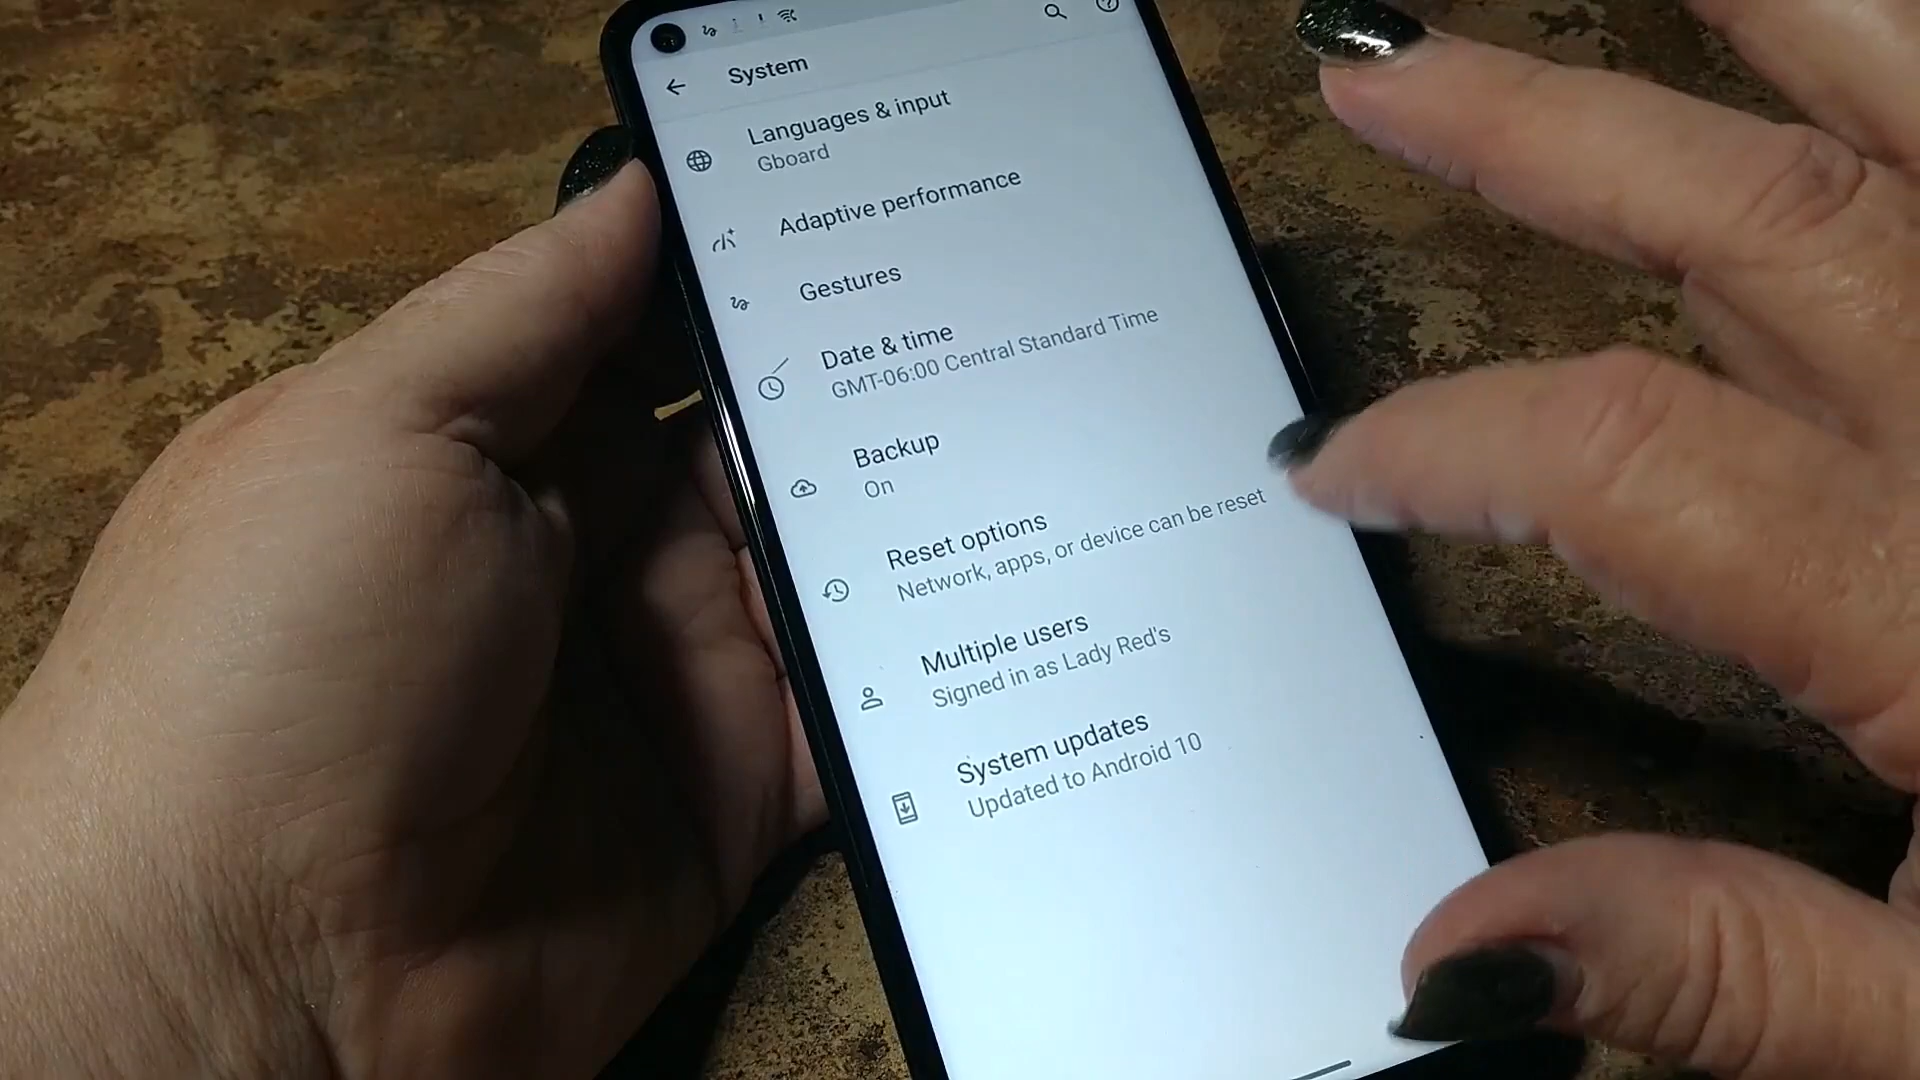 System
Languages & input
Gboard
Adaptive performance
Gestures
Date & time
GMT-06:00 Central Standard Time
Backup
On
Reset options
Network, apps, or device can be reset
Multiple users
Signed in as Lady Red's
System updates
Updated to Android 10